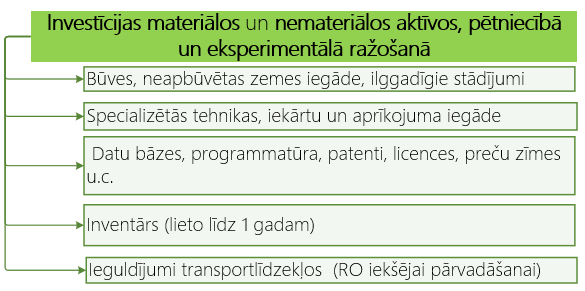 Investīcijas materiālos un nemateriālos aktīvos, pētniecībā
un eksperimentālā ražošanā
Būves, neapbūvētas zemes iegāde, ilggadīgie stādījumi
Specializētās tehnikas, iekārtu un aprīkojuma iegāde
Datu bāzes, programmatūra, patenti, licences, preču zīmes
u.c.
Inventārs (lieto līdz 1 gadam)
Ieguldījumi transportlīdzekļos (RO iekšējai pārvadāšanai)